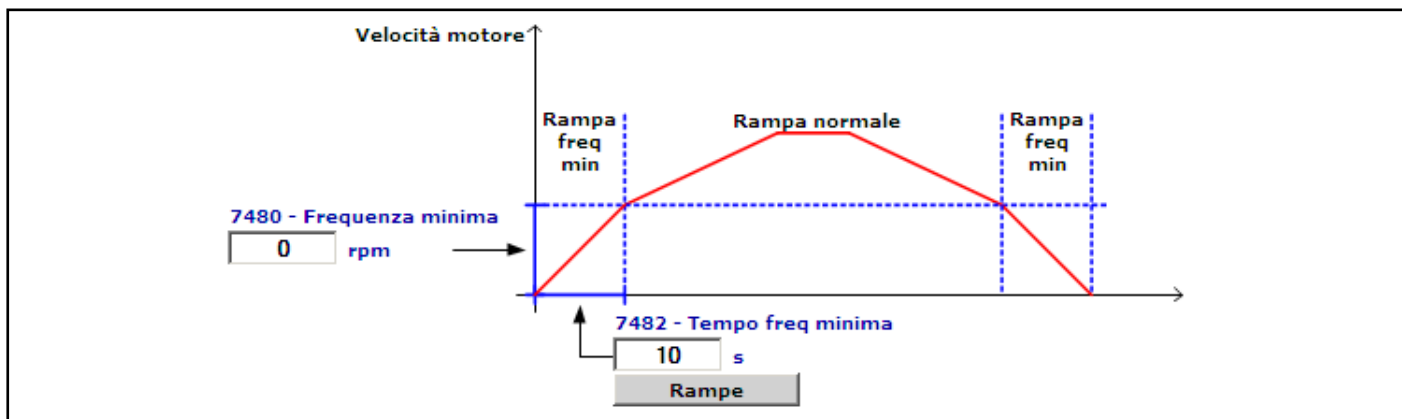 Velocità motore
Rampa
freq
min
Rampa normale
Rampa
freq
min
7480 - Frequenza minima
0 rpm
7482 - Tempo freq minima
10 s
Rampe